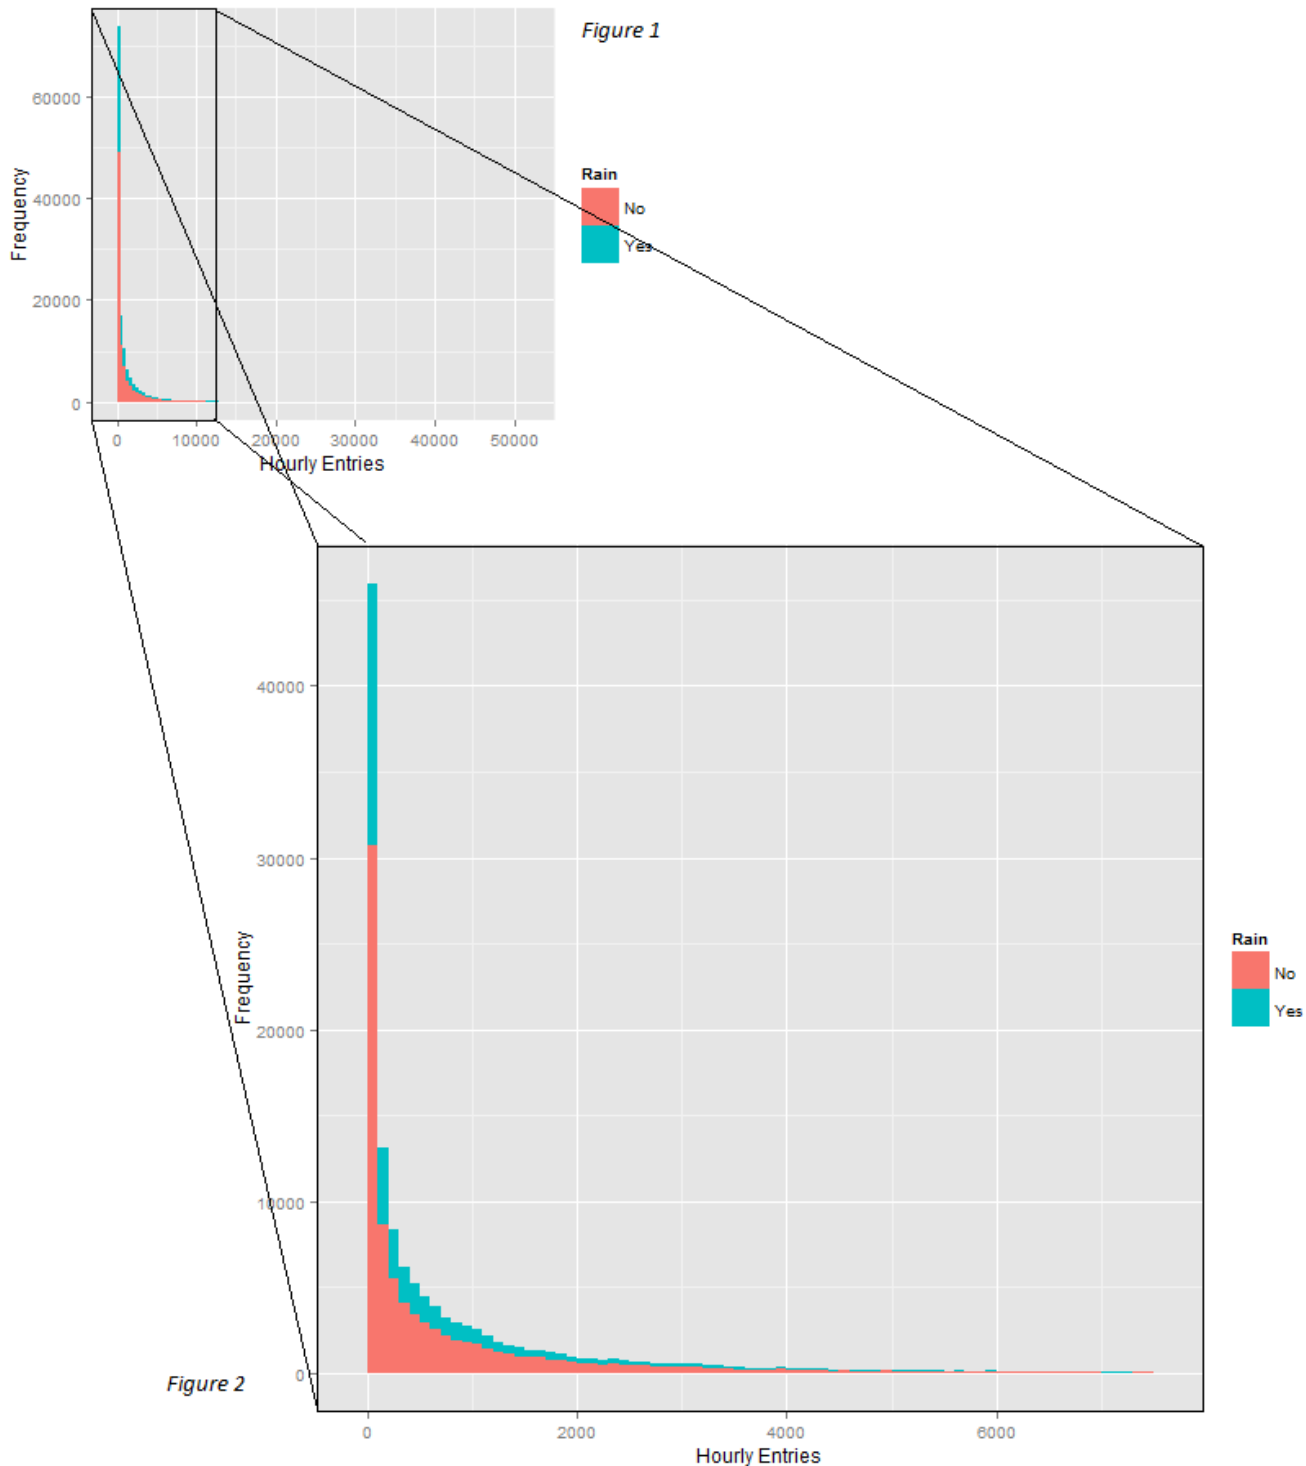 Figure 1
60000
40000
20000
0
Frequency
0 10000 20000 30000 40000 50000
Hourly Entries
Rain
No
Yes
40000
30000
20000
10000
0
Frequency
0 2000 4000 6000
Hourly Entries
Rain
No
Yes
Figure 2